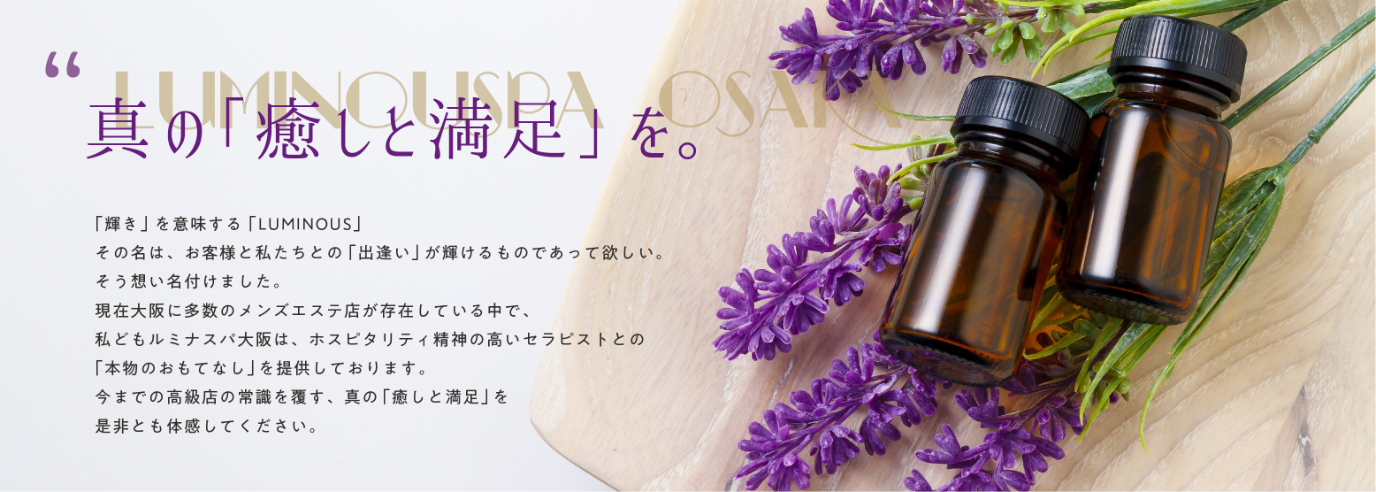 “
LUMINOUSPA OSAKA
真の「癒しと満足」を。
「輝き」を意味する「LUMINOUS」
その名は、お客様と私たちとの「出逢い」が輝けるものであって欲しい。
そう想い名付けました。
現在大阪に多数のメンズエステ店が存在している中で、
私どもルミナスパ大阪は、ホスピタリティ精神の高いセラピストとの
「本物のおもてなし」を提供しております。
今までの高級店の常識を覆す、真の「癒しと満足」を
是非とも体感してください。